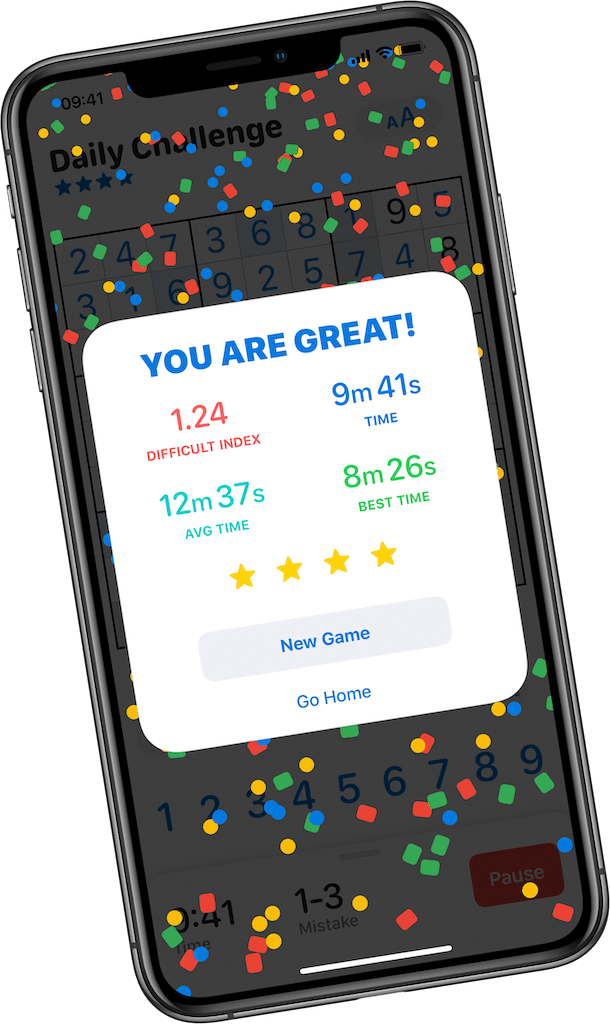 09:41
Daily Challenge
AA
2 4 7 3 6 8 1 9 5
3 1 6 9 2 5 7 4 8
YOU ARE GREAT!
1.24 9m 41s
DIFFICULT INDEX TIME
12m 37s 8m 26s
AVG TIME BEST TIME
New Game
Go Home
1 2 3 4 5 6 7 8 9
9:41 1-3 Pause
Time Mistake